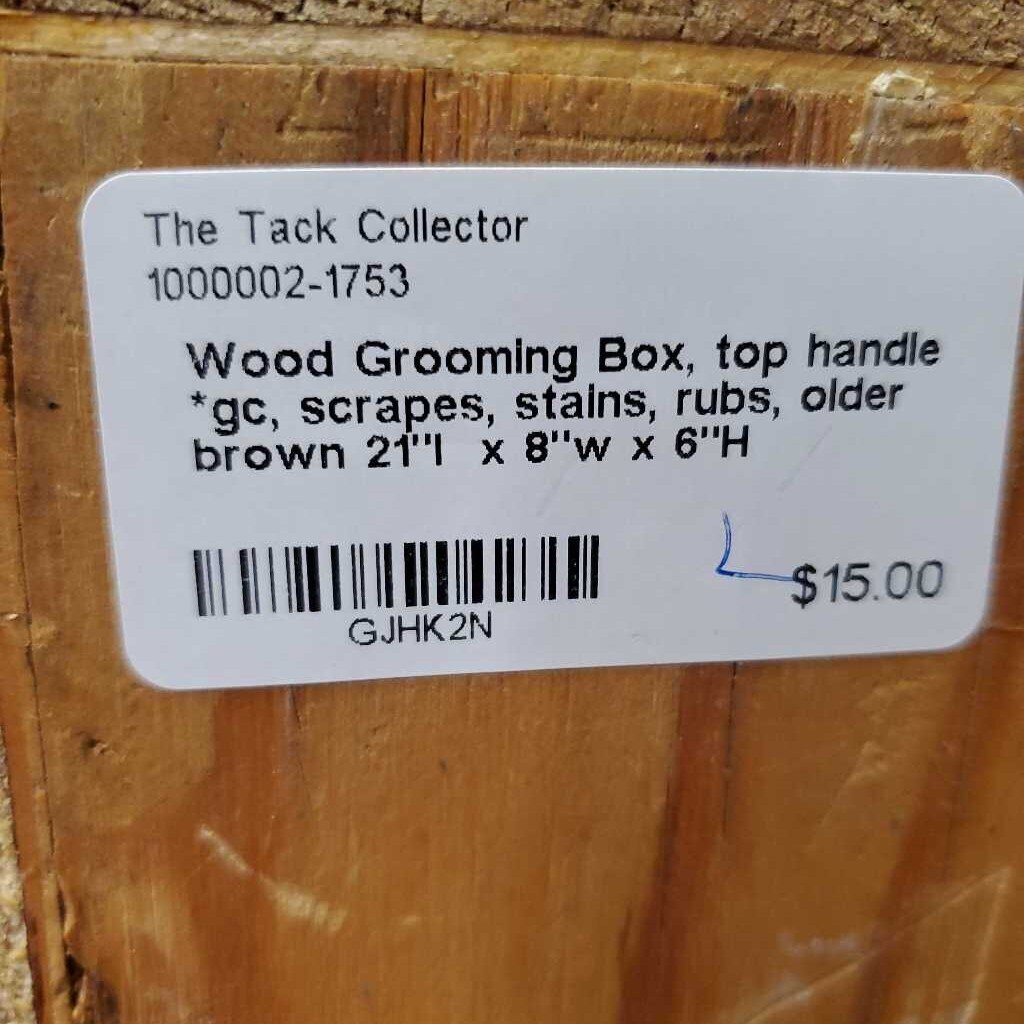 The Tack Collector
1000002-1753
Wood Grooming Box, top handle
*gc, scrapes, stains, rubs, older
brown 21"l x 8"w x 6"H
$15.00
GJHK2N